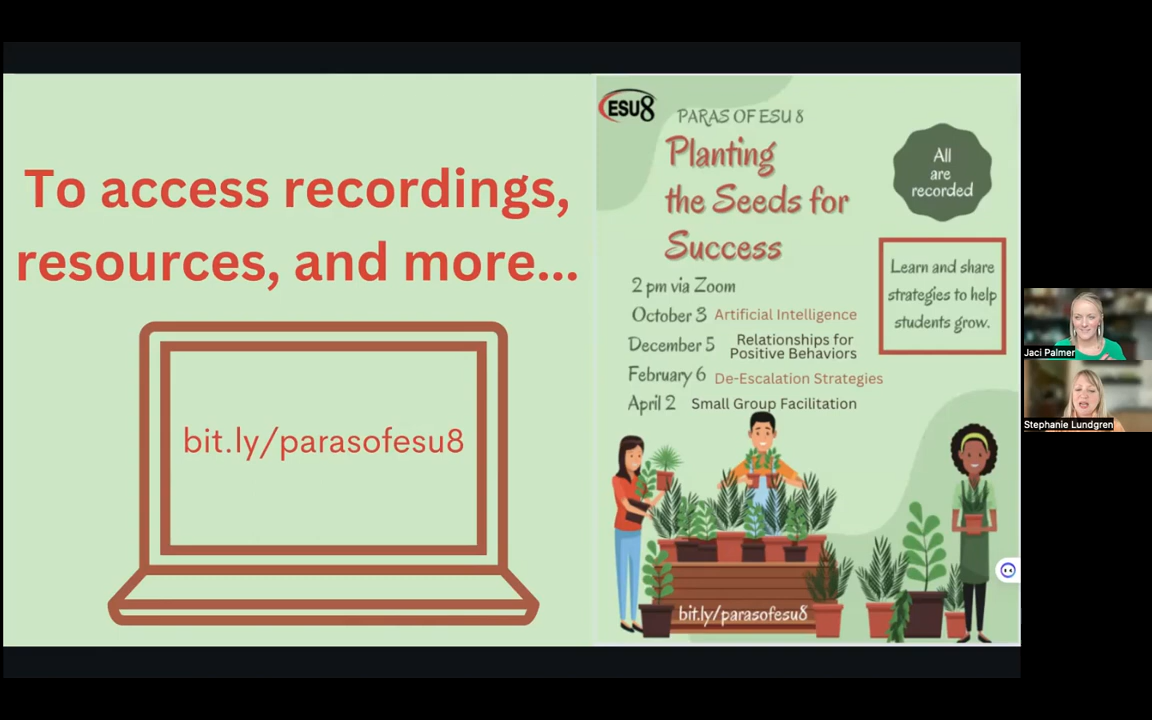 To access recordings,
resources, and more...
bit.ly/parasofesu8
ESU8
PARAS OF ESU 8
Planting
the Seeds for
Success
All
are
recorded
2 pm via Zoom
October 3 Artificial Intelligence
December 5 Relationships for
Positive Behaviors
February 6 De-Escalation Strategies
April 2 Small Group Facilitation
Learn and share
strategies to help
students grow.
bit.ly/parasofesu8
Jaci Palmer
Stephanie Lundgren